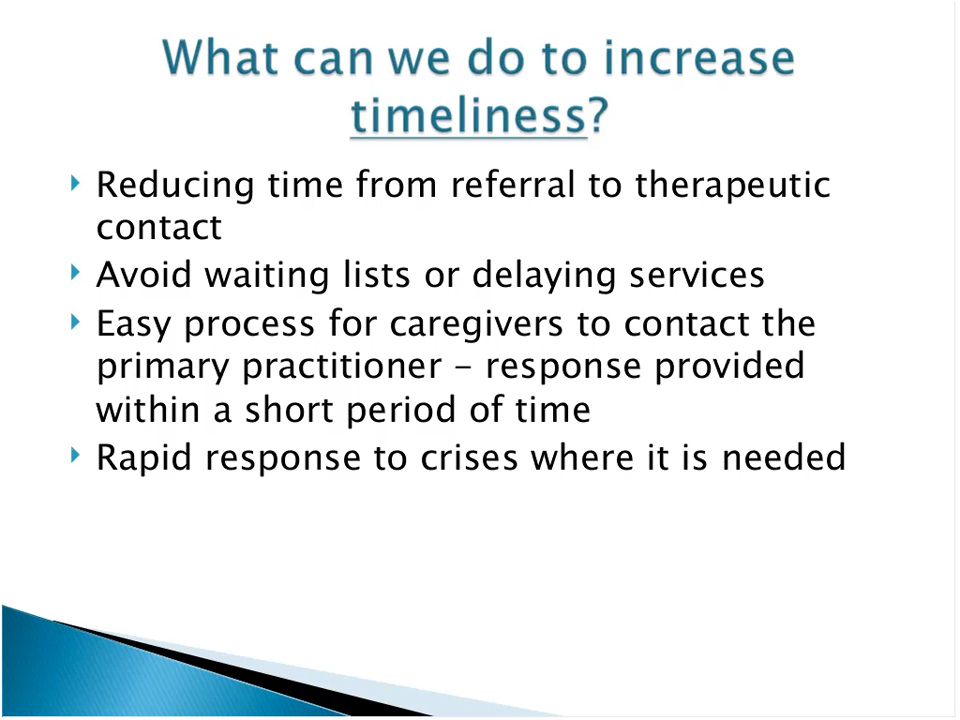 What can we do to increase
timeliness?
Reducing time from referral to therapeutic
contact
Avoid waiting lists or delaying services
Easy process for caregivers to contact the
primary practitioner – response provided
within a short period of time
Rapid response to crises where it is needed